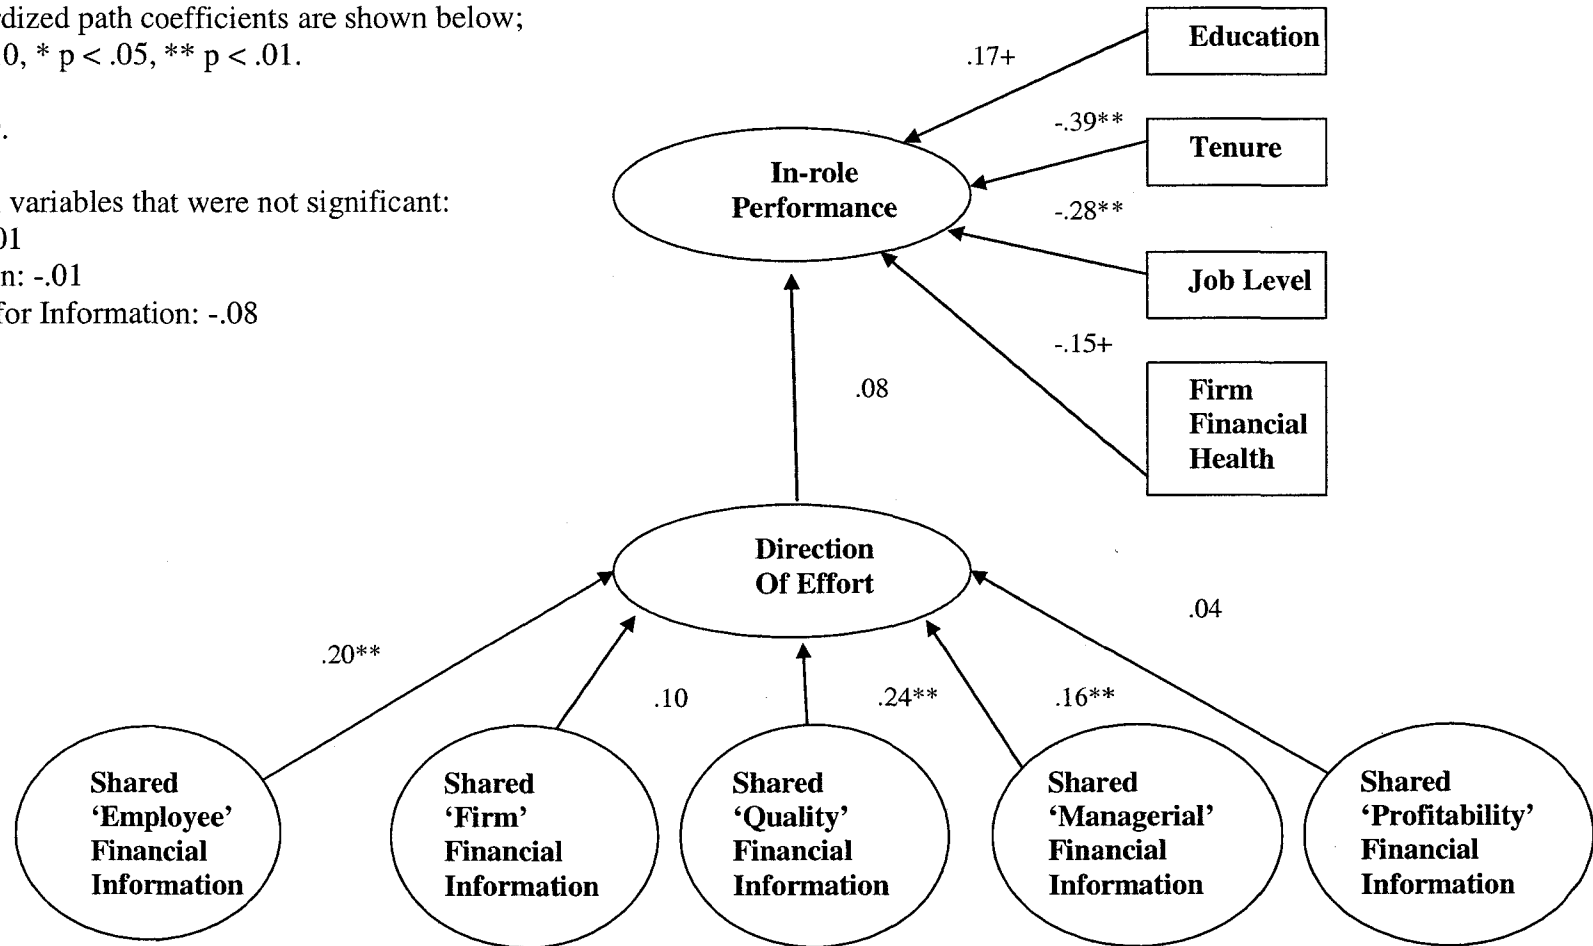 rdized path coefficients are shown below;
0, * p < .05, ** p < .01.
.
variables that were not significant:
01
n: -.01
for Information: -.08
Education
.17+
-.39**
Tenure
In-role
Performance
-.28**
Job Level
-.15+
Firm
Financial
Health
.08
Direction
Of Effort
.20**
.10
.24**
.16**
.04
Shared
‘Employee’
Financial
Information
Shared
‘Firm’
Financial
Information
Shared
‘Quality’
Financial
Information
Shared
‘Managerial’
Financial
Information
Shared
‘Profitability’
Financial
Information